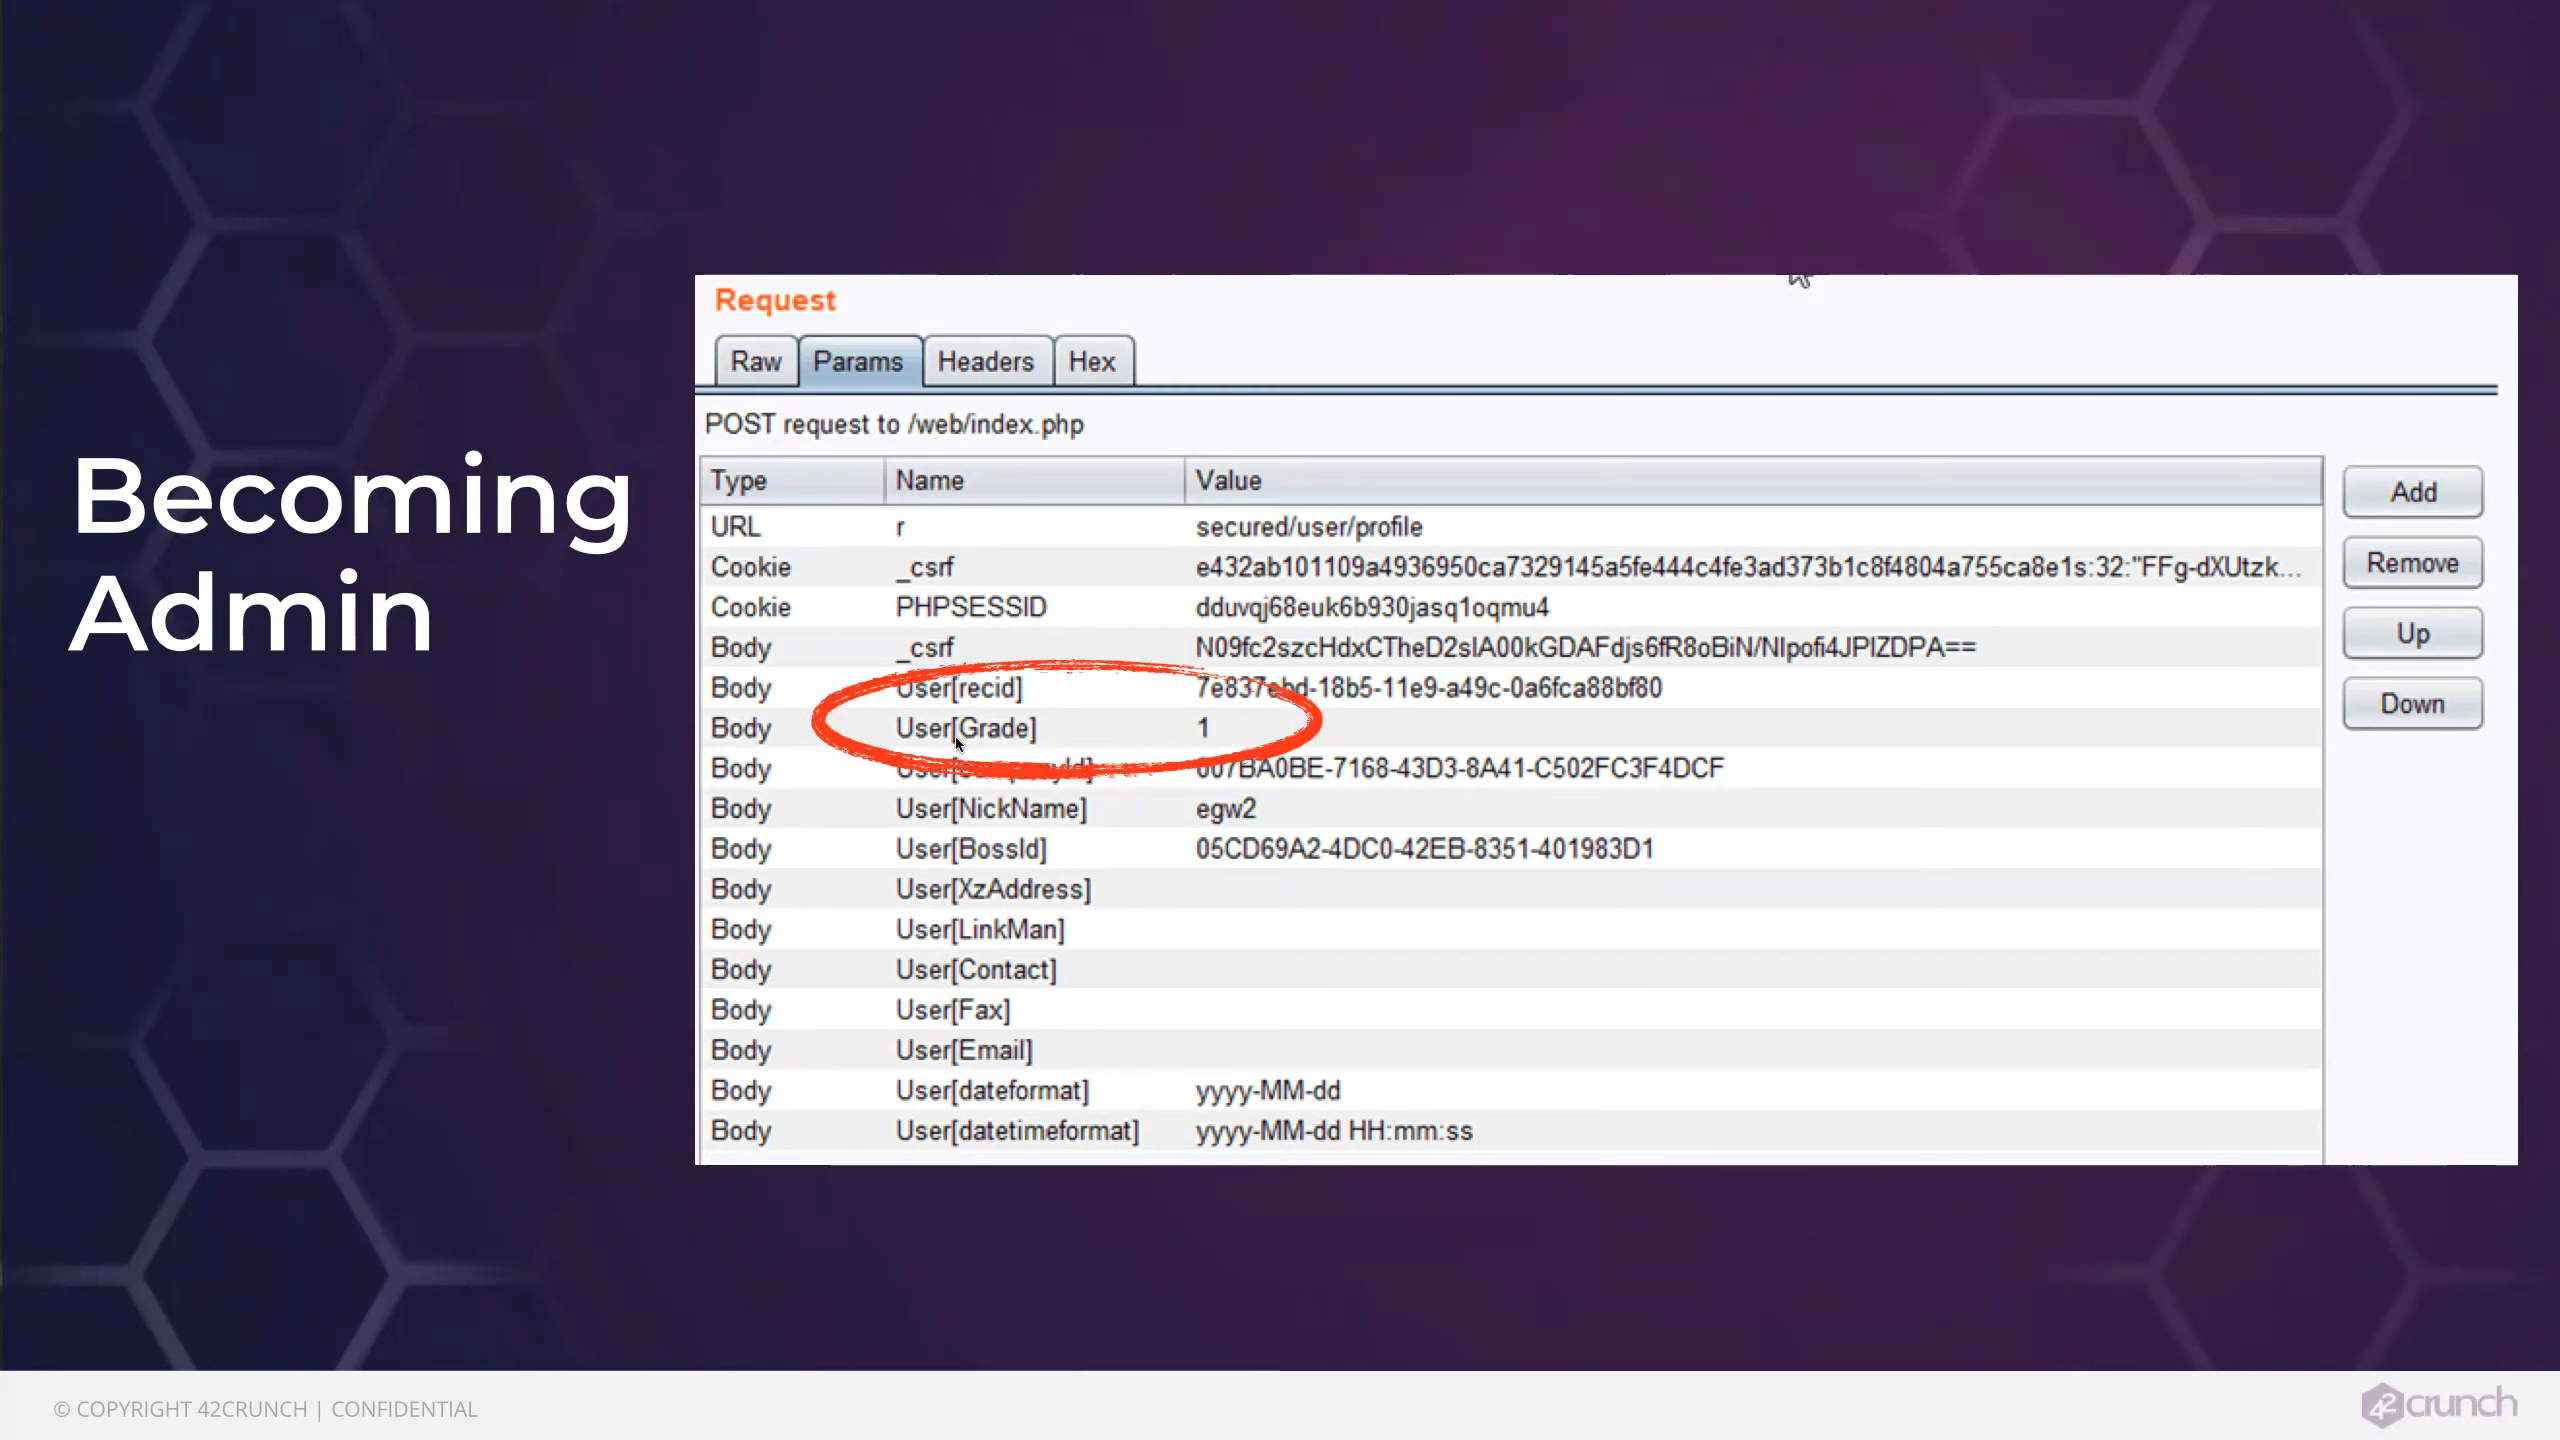 Becoming
Admin
Request
Raw Params Headers Hex
POST request to /web/index.php
Type Name Value
URL r secured/user/profile
Cookie _csrf e432ab101109a4936950ca7329145a5fe444c4fe3ad373b1c8f4804a755ca8e1s:32:"FFg-dXUtzk...
Cookie PHPSESSID dduvqj68euk6b930jasq1oqmu4
Body _csrf
Body User[recid] 7e837ebd-18b5-11e9-a49c-0a6fca88bf80
Body User[Grade] 1
Body 607BA0BE-7168-43D3-8A41-C502FC3F4DCF
Body User[NickName] egw2
Body User[BossId] 05CD69A2-4DC0-42EB-8351-401983D1
Body User[XzAddress]
Body User[LinkMan]
Body User[Contact]
Body User[Fax]
Body User[Email]
Body User[dateformat] yyyy-MM-dd
Body User[datetimeformat] yyyy-MM-dd HH:mm:ss
Add
Remove
Up
Down
© COPYRIGHT 42CRUNCH | CONFIDENTIAL
42crunch